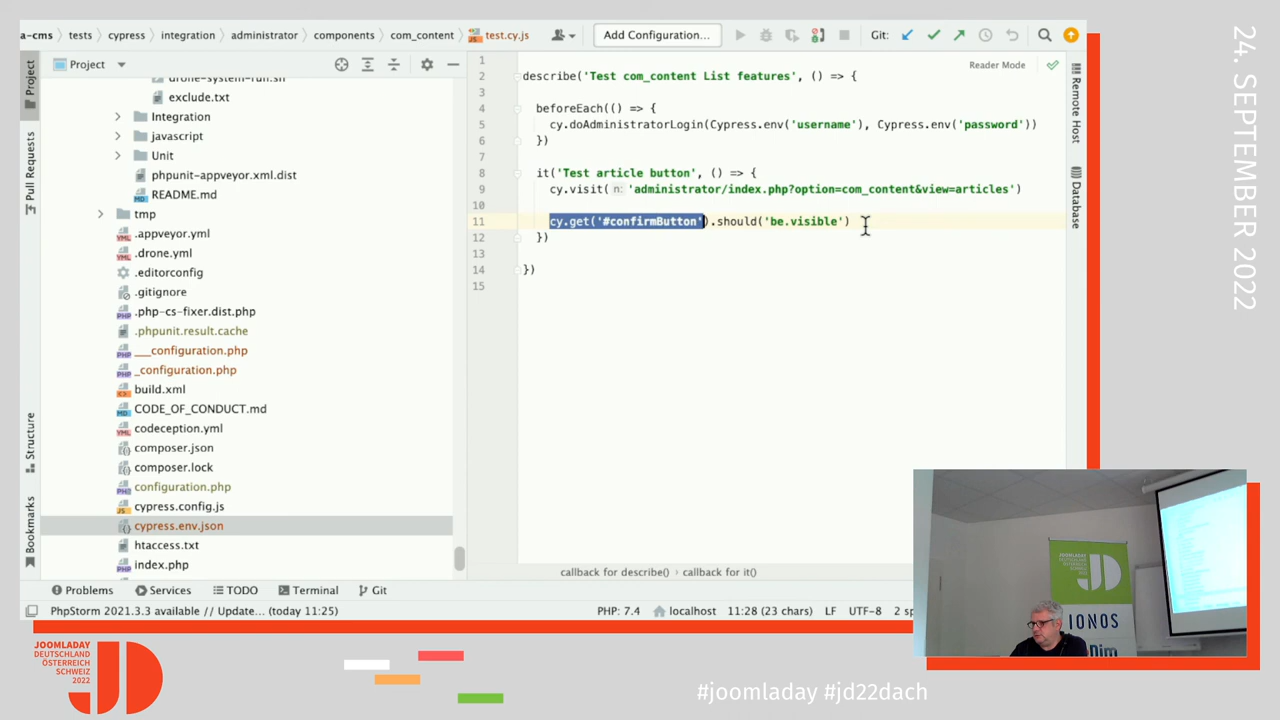 a-cms tests cypress integration administrator components com_content test.cy.js
Add Configuration...
Git:
Project
Project
Pull Requests
Structure
Bookmarks
drone-system-run.sh
exclude.txt
Integration
javascript
Unit
phpunit-appveyor.xml.dist
README.md
tmp
.appveyor.yml
.drone.yml
.editorconfig
.gitignore
.php-cs-fixer.dist.php
.phpunit.result.cache
___configuration.php
_configuration.php
build.xml
CODE_OF_CONDUCT.md
codeception.yml
composer.json
composer.lock
configuration.php
cypress.config.js
cypress.env.json
htaccess.txt
index.php
Reader Mode
1
2 describe('Test com_content List features', () => {
3
4 beforeEach(() => {
5 cy.doAdministratorLogin(Cypress.env('username'), Cypress.env('password'))
6 })
7
8 it('Test article button', () => {
9 cy.visit( n: 'administrator/index.php?option=com_content&view=articles')
10
11 cy.get('#confirmButton').should('be.visible')
12 })
13
14 })
15
Remote Host
Database
callback for describe() callback for it()
Problems Services TODO Terminal Git
PhpStorm 2021.3.3 available // Update... (today 11:25)
PHP: 7.4 localhost 11:28 (23 chars) LF UTF-8 2 sp
24. SEPTEMBER 2022
JOOMLADAY
JD
IONOS
JOOMLADAY
DEUTSCHLAND
ÖSTERREICH
SCHWEIZ
2022
JD
#joomladay #jd22dach